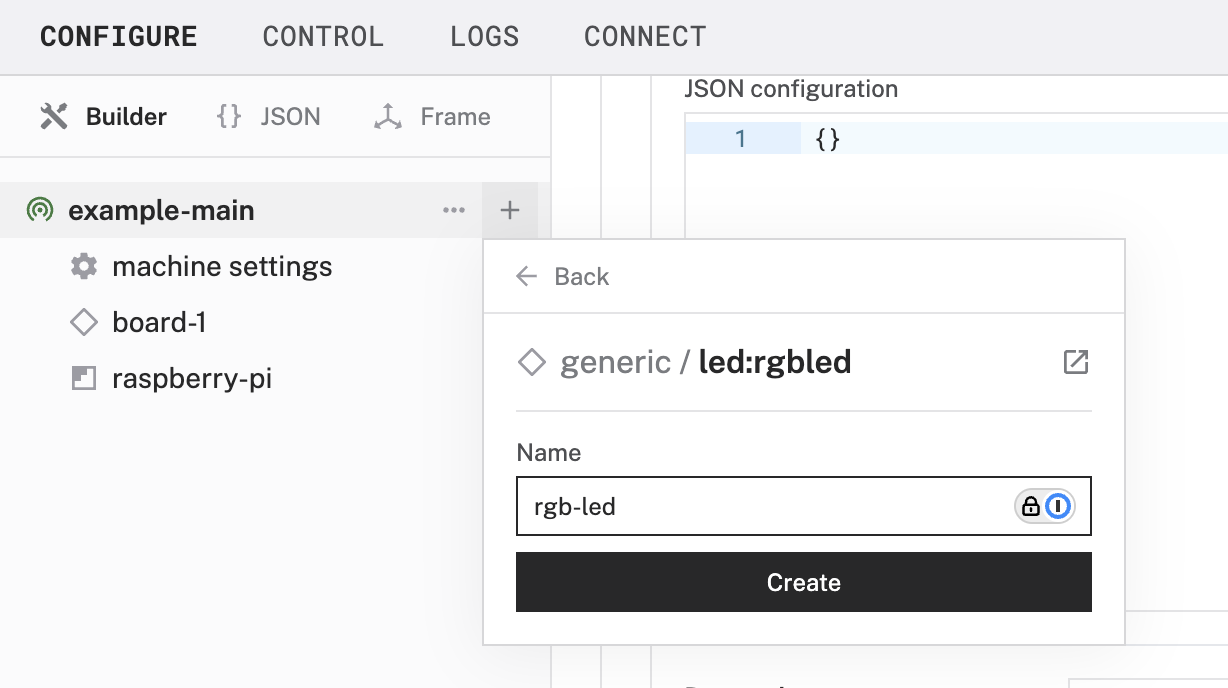 CONFIGURE CONTROL LOGS CONNECT
Builder {} JSON Frame
JSON configuration
1 {}
example-main ... +
machine settings
board-1
raspberry-pi
Back
generic / led:rgbled
Name
rgb-led
Create